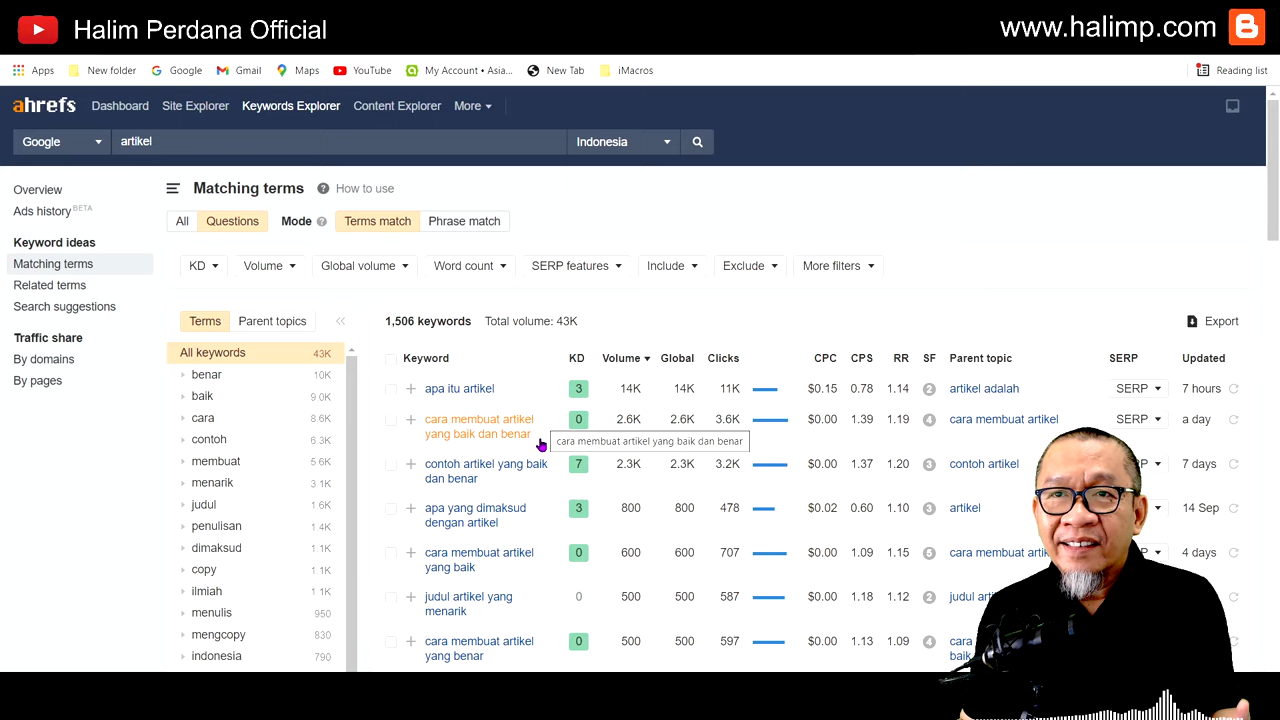 Halim Perdana Official
www.halimp.com
Apps New folder Google Gmail Maps YouTube My Account - Asia... New Tab iMacros Reading list
ahrefs Dashboard Site Explorer Keywords Explorer Content Explorer More
Google artikel Indonesia
Overview
Ads history BETA
Keyword ideas
Matching terms
Related terms
Search suggestions
Traffic share
By domains
By pages
Matching terms ? How to use
All Questions Mode ? Terms match Phrase match
KD Volume Global volume Word count SERP features Include Exclude More filters
Terms Parent topics
All keywords 43K
benar 10K
baik 9.0K
cara 8.6K
contoh 6.3K
membuat 5.6K
menarik 3.1K
judul 1.6K
penulisan 1.4K
dimaksud 1.1K
copy 1.1K
ilmiah 1.1K
menulis 950
mengcopy 830
indonesia 790
1,506 keywords Total volume: 43K Export
Keyword KD Volume Global Clicks CPC CPS RR SF Parent topic SERP Updated
apa itu artikel 3 14K 14K 11K $0.15 0.78 1.14 2 artikel adalah SERP 7 hours
cara membuat artikel 0 2.6K 2.6K 3.6K $0.00 1.39 1.19 4 cara membuat artikel SERP a day
yang baik dan benar
cara membuat artikel yang baik dan benar
contoh artikel yang baik 7 2.3K 2.3K 3.2K $0.00 1.37 1.20 3 contoh artikel 7 days
dan benar
apa yang dimaksud 3 800 800 478 $0.02 0.60 1.10 3 artikel 14 Sep
dengan artikel
cara membuat artikel 0 600 600 707 $0.00 1.09 1.15 5 cara membuat 4 days
yang baik
judul artikel yang 0 500 500 587 $0.00 1.18 1.12 2 judul
menarik
cara membuat artikel 0 500 500 597 $0.00 1.13 1.09 4 cara
yang benar baik